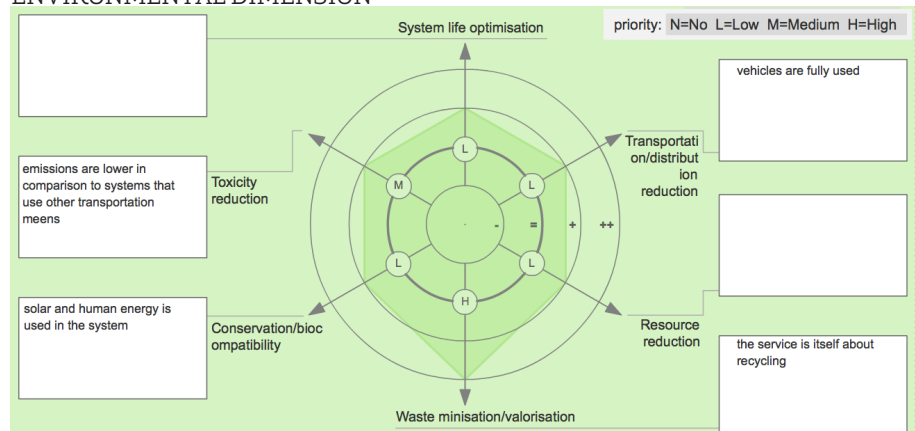 ENVIRONMENTAL DIMENSION
priority: N=No L=Low M=Medium H=High
System life optimisation
vehicles are fully used
Transportati
on/distribut
ion
reduction
emissions are lower in
comparison to systems that
use other transportation
meens
Toxicity
reduction
L
M
L
- = + ++
L
L
H
solar and human energy is
used in the system
Conservation/bioc
ompatibility
Resource
reduction
the service is itself about
recycling
Waste minisation/valorisation